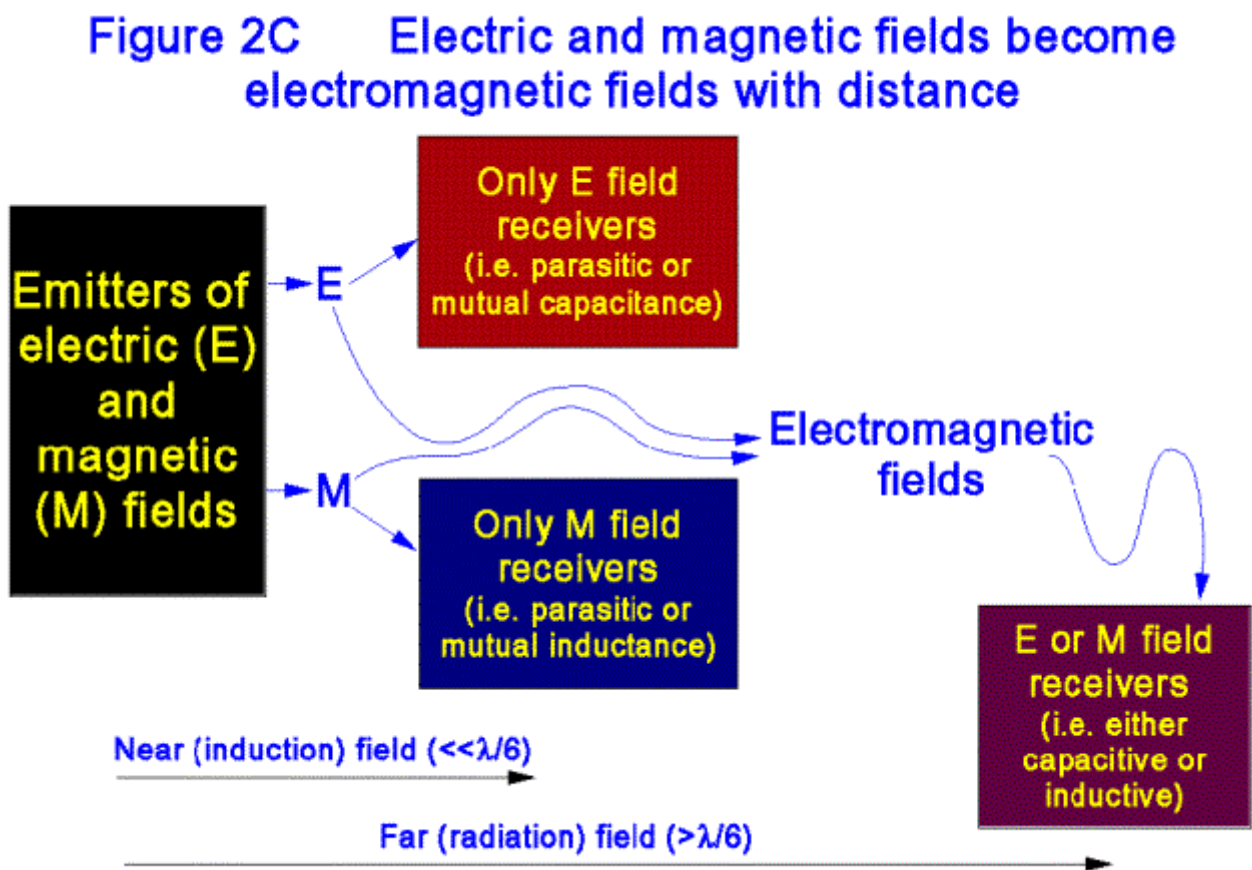 Figure 2C Electric and magnetic fields become
electromagnetic fields with distance
Emitters of
electric (E)
and
magnetic
(M) fields
E
M
Only E field
receivers
(i.e. parasitic or
mutual capacitance)
Only M field
receivers
(i.e. parasitic or
mutual inductance)
Electromagnetic
fields
E or M field
receivers
(i.e. either
capacitive or
inductive)
Near (induction) field (<<λ/6)
Far (radiation) field (>λ/6)